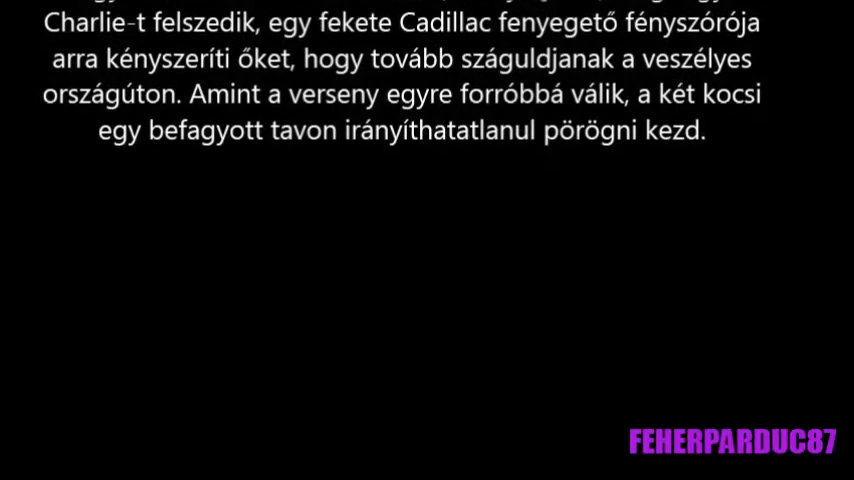 Charlie-t felszedik, egy fekete Cadillac fenyegető fényszórója
arra kényszeríti őket, hogy tovább száguldjanak a veszélyes
országúton. Amint a verseny egyre forróbbá válik, a két kocsi
egy befagyott tavon irányíthatatlanul pörögni kezd.
FEHERPARDUC87